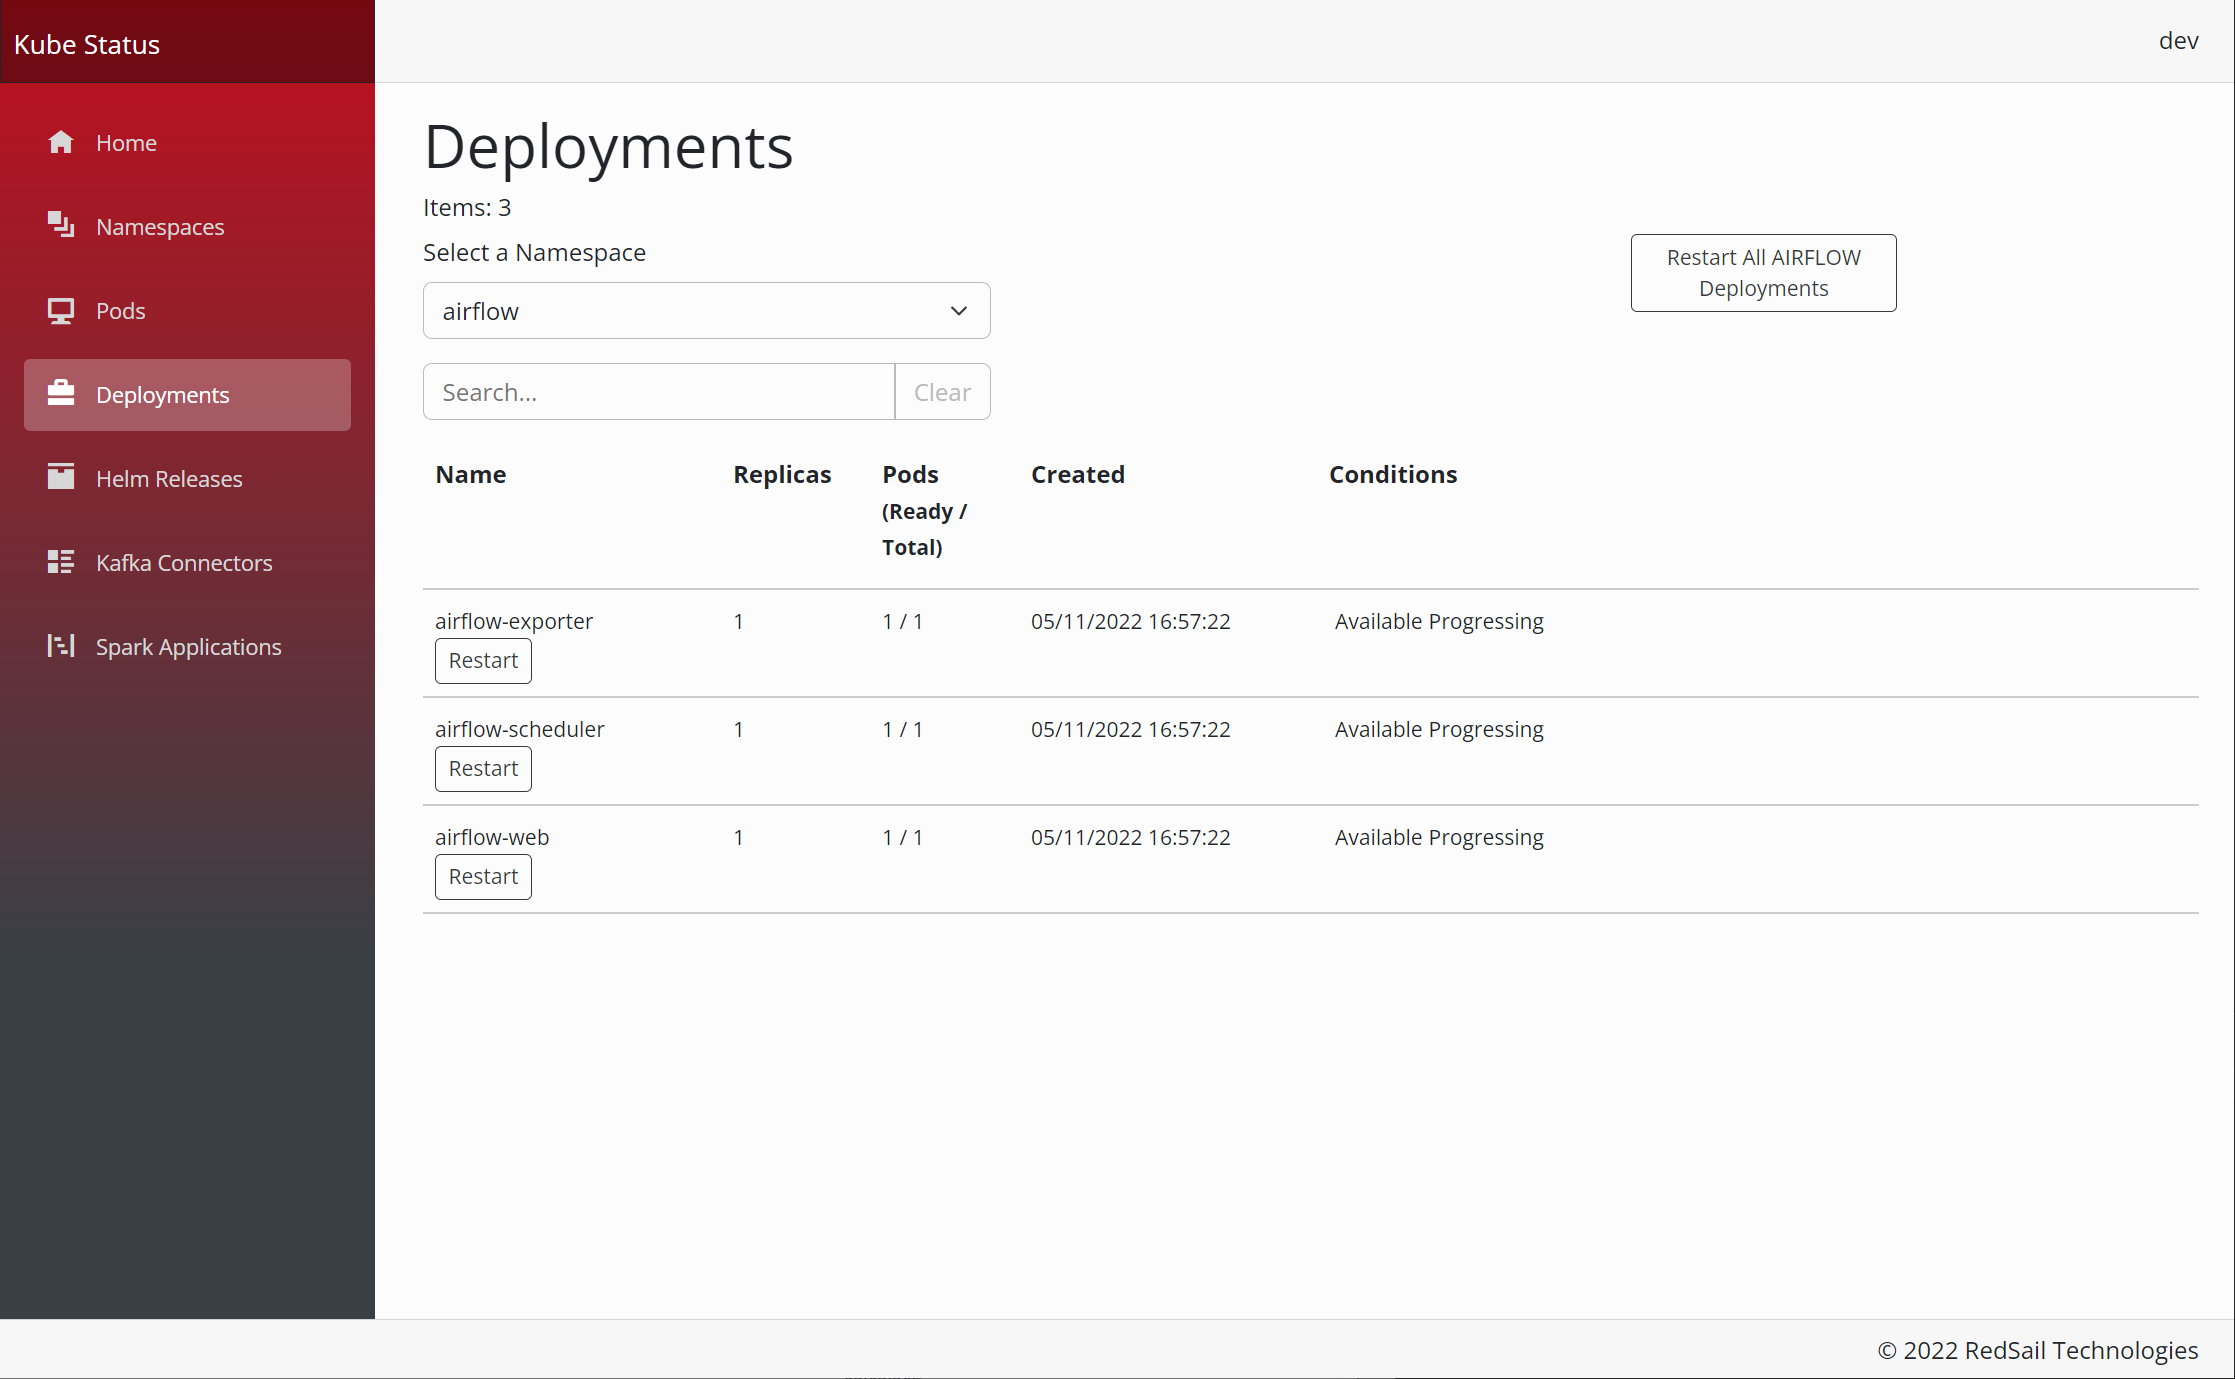 Kube Status
dev
Home
Namespaces
Pods
Deployments
Helm Releases
Kafka Connectors
Spark Applications
Deployments
Items: 3
Select a Namespace
airflow
Restart All AIRFLOW
Deployments
Search...
Clear
Name Replicas Pods Created Conditions
(Ready /
Total)
airflow-exporter 1 1 / 1 05/11/2022 16:57:22 Available Progressing
Restart
airflow-scheduler 1 1 / 1 05/11/2022 16:57:22 Available Progressing
Restart
airflow-web 1 1 / 1 05/11/2022 16:57:22 Available Progressing
Restart
© 2022 RedSail Technologies